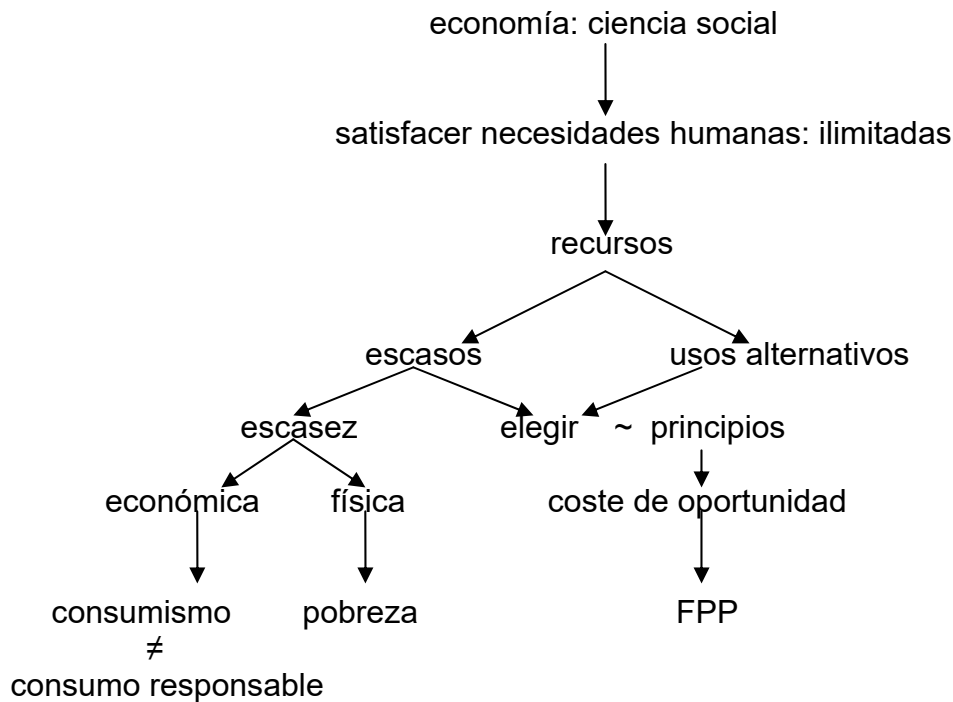 economía: ciencia social
satisfacer necesidades humanas: ilimitadas
recursos
escasos usos alternativos
escasez elegir ~ principios
económica física coste de oportunidad
consumismo pobreza FPP
≠
consumo responsable